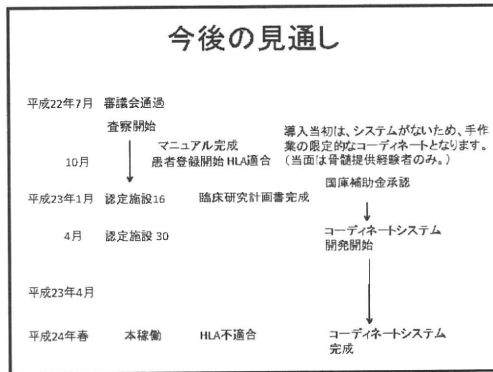 今後の見通し
平成22年7月 審議会通過
査察開始
マニュアル完成
10月 患者登録開始 HLA適合
導入当初は、システムがないため、手作
業の限定的なコーディネートとなります。
(当面は骨髄提供経験者のみ。)
国庫補助金承認
平成23年1月 認定施設16 臨床研究計画書完成
4月 認定施設 30
コーディネートシステム
開発開始
平成23年4月
平成24年春 本稼働 HLA不適合 コーディネートシステム
完成